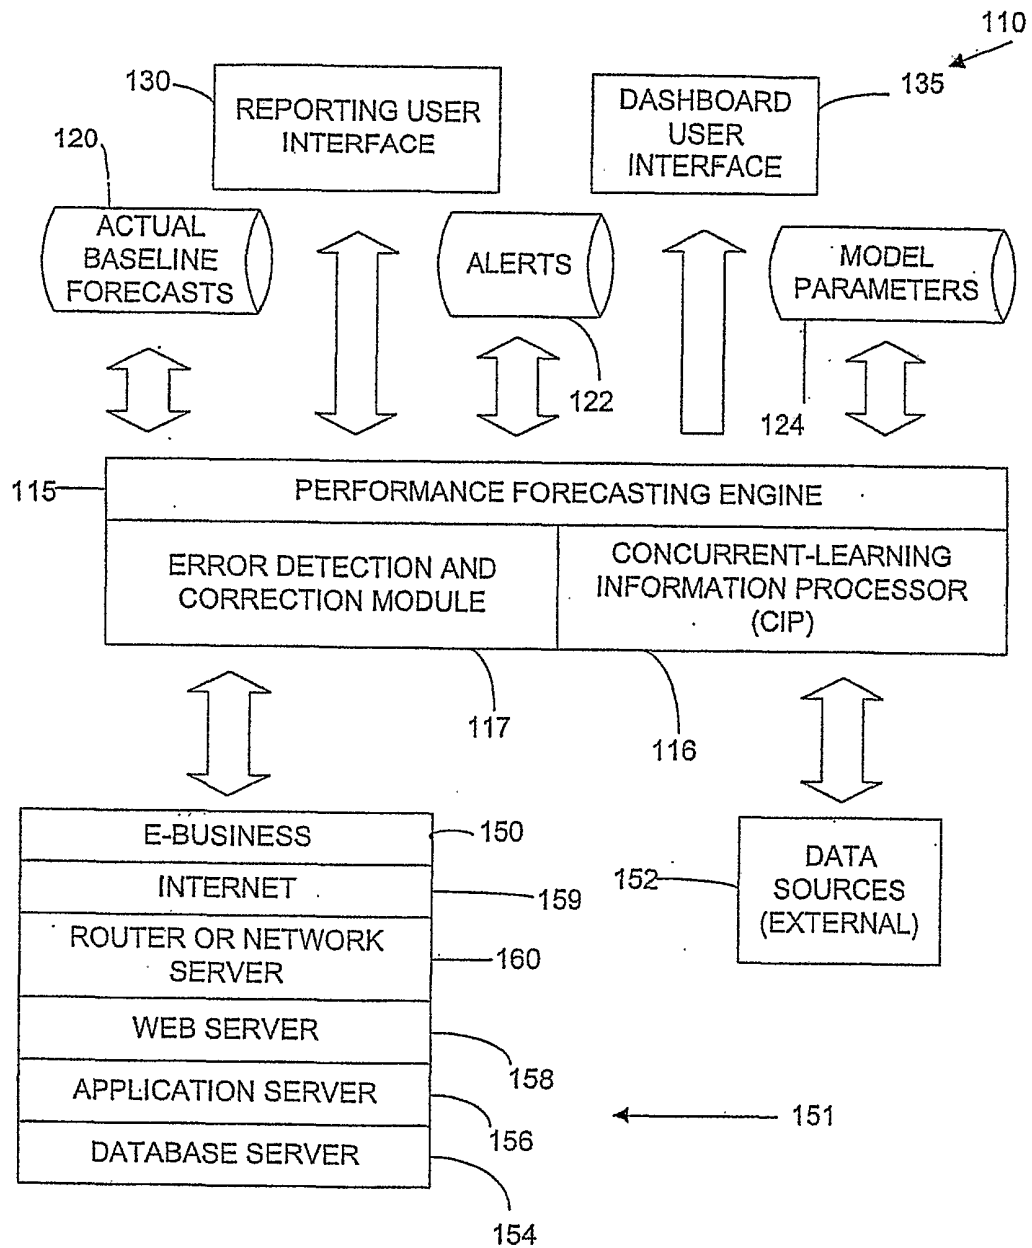 110
130
REPORTING USER
INTERFACE
DASHBOARD
USER
INTERFACE
135
120
ACTUAL
BASELINE
FORECASTS
ALERTS
MODEL
PARAMETERS
122
124
115
PERFORMANCE FORECASTING ENGINE
ERROR DETECTION AND
CORRECTION MODULE
CONCURRENT-LEARNING
INFORMATION PROCESSOR
(CIP)
117
116
E-BUSINESS
150
INTERNET
159
ROUTER OR NETWORK
SERVER
160
WEB SERVER
158
APPLICATION SERVER
156
DATABASE SERVER
154
152
DATA
SOURCES
(EXTERNAL)
151